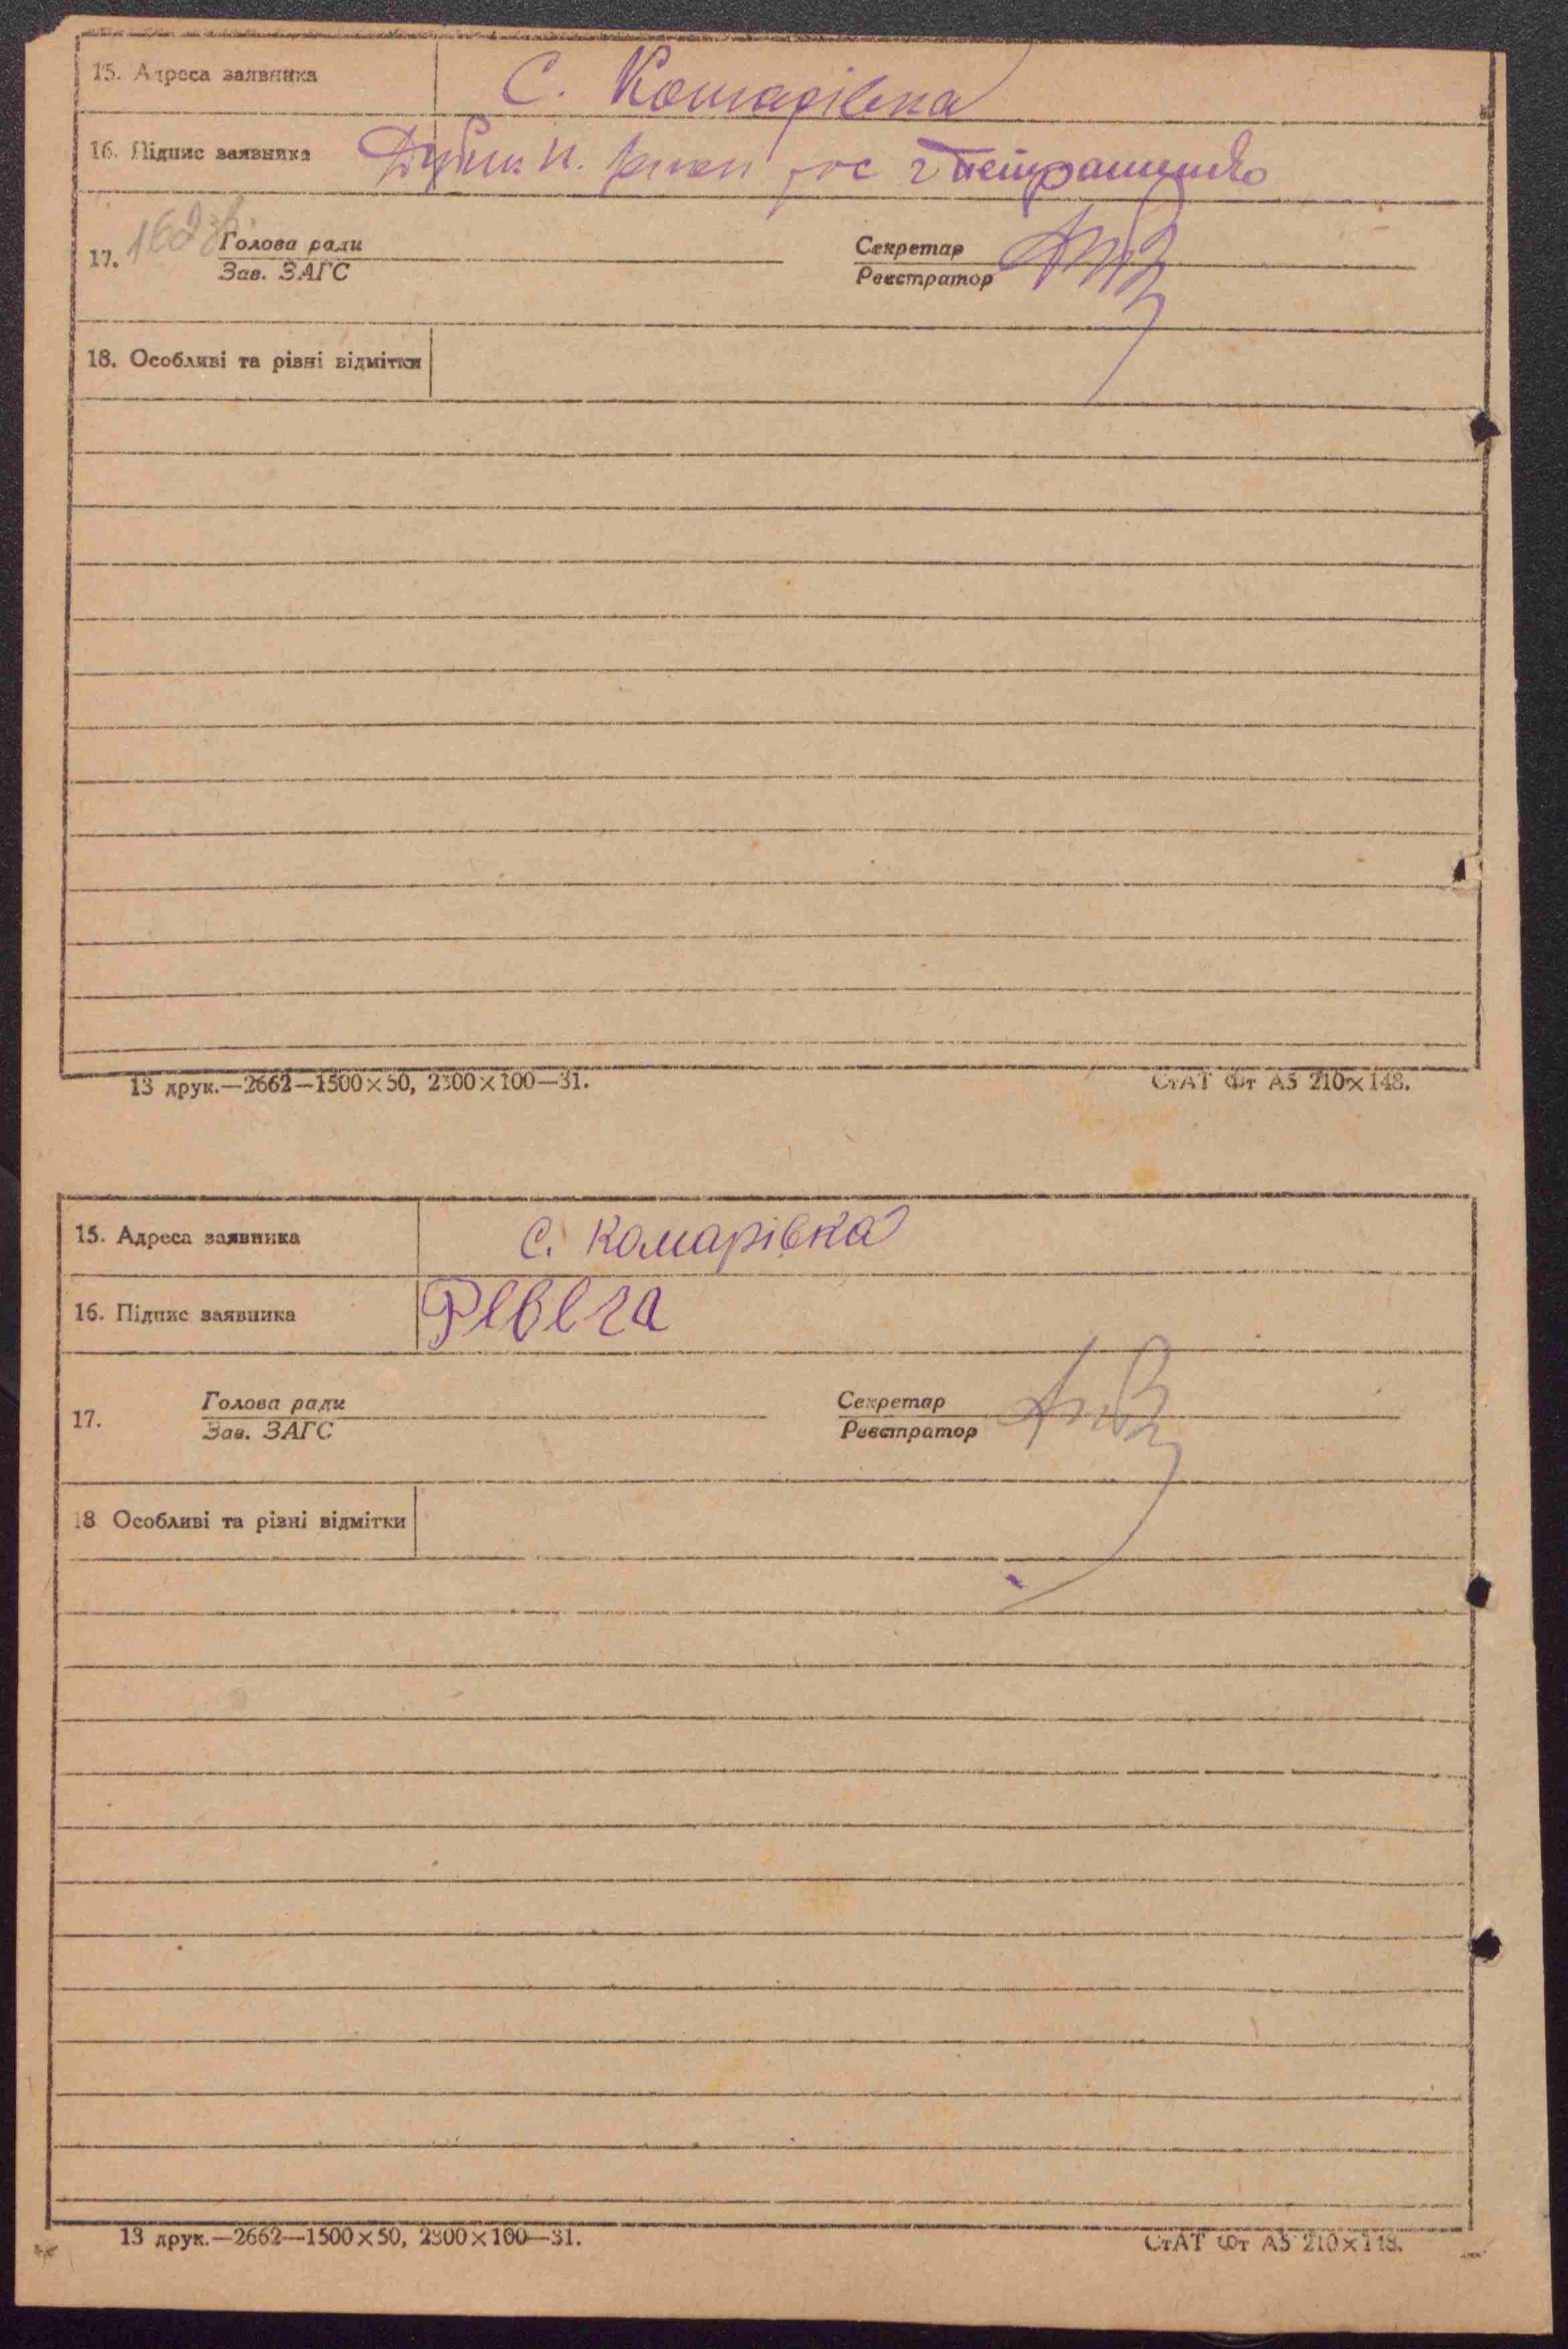 15. Адреса заявника С. Комарівка
16. Підпис заявника
17. 162зв. Голова ради Секретар
Зав. ЗАГС Реєстратор
18. Особливі та різні відмітки
13 друк.—2662—1500×50, 2300×100—31. СтАТ Фт А5 210×148.
15. Адреса заявника с. Комарівка
16. Підпис заявника Ревега
17. Голова ради Секретар
Зав. ЗАГС Реєстратор
18 Особливі та різні відмітки
13 друк.—2662—1500×50, 2300×100—31. СтАТ Фт А5 210×148.